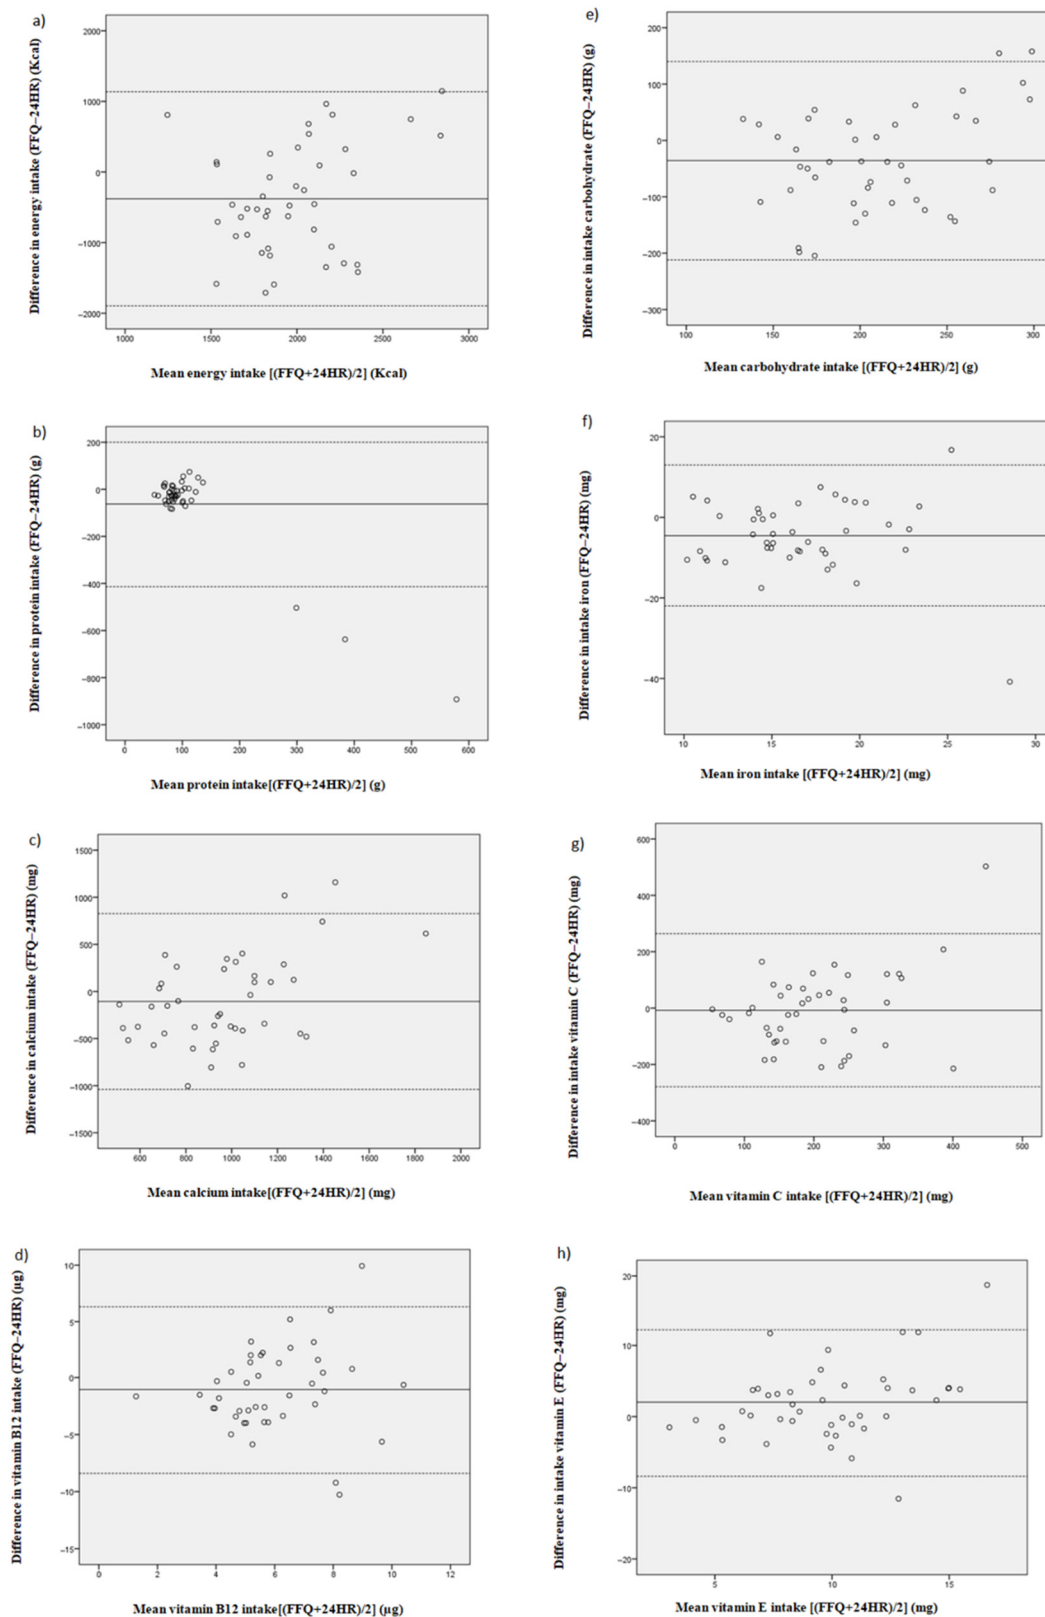 a)
Difference in energy intake (FFQ–24HR) (Kcal)
2000
1000
0
–1000
–2000
1000 1500 2000 2500 3000
Mean energy intake [(FFQ+24HR)/2] (Kcal)
b)
Difference in protein intake (FFQ–24HR) (g)
200
0
–200
–400
–600
–800
–1000
0 100 200 300 400 500 600
Mean protein intake[(FFQ+24HR)/2] (g)
c)
Difference in calcium intake (FFQ–24HR) (mg)
1500
1000
500
0
–500
–1000
–1500
600 800 1000 1200 1400 1600 1800 2000
Mean calcium intake[(FFQ+24HR)/2] (mg)
d)
Difference in vitamin B12 intake (FFQ–24HR) (µg)
10
5
0
–5
–10
–15
0 2 4 6 8 10 12
Mean vitamin B12 intake[(FFQ+24HR)/2] (µg)
e)
Difference in intake carbohydrate (FFQ–24HR) (g)
200
100
0
–100
–200
–300
100 150 200 250 300
Mean carbohydrate intake [(FFQ+24HR)/2] (g)
f)
Difference in intake iron (FFQ–24HR) (mg)
20
0
–20
–40
10 15 20 25 30
Mean iron intake [(FFQ+24HR)/2] (mg)
g)
Difference in intake vitamin C (FFQ–24HR) (mg)
600
400
200
0
–200
–400
0 100 200 300 400 500
Mean vitamin C intake [(FFQ+24HR)/2] (mg)
h)
Difference in intake vitamin E (FFQ–24HR) (mg)
20
10
0
–10
–20
5 10 15
Mean vitamin E intake [(FFQ+24HR)/2] (mg)